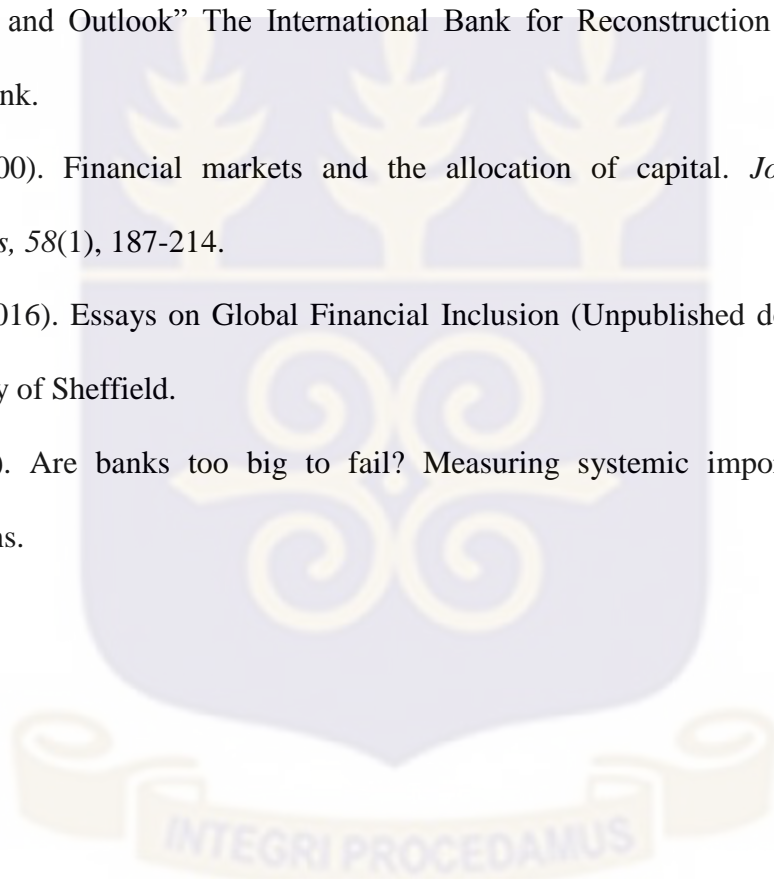 and Outlook” The International Bank for Reconstruction
nk.
00). Financial markets and the allocation of capital. Jo
s, 58(1), 187-214.
016). Essays on Global Financial Inclusion (Unpublished d
y of Sheffield.
). Are banks too big to fail? Measuring systemic impo
ns.
INTEGRI PROCEDAMUS